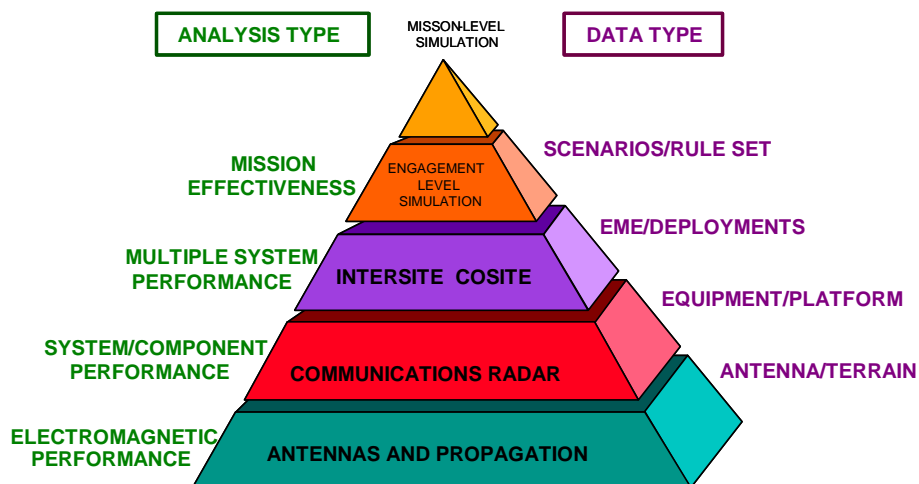 MISSON-LEVEL
SIMULATION
ANALYSIS TYPE
DATA TYPE
SCENARIOS/RULE SET
MISSION
EFFECTIVENESS
ENGAGEMENT
LEVEL
SIMULATION
EME/DEPLOYMENTS
MULTIPLE SYSTEM
PERFORMANCE
INTERSITE COSITE
EQUIPMENT/PLATFORM
SYSTEM/COMPONENT
PERFORMANCE
COMMUNICATIONS RADAR
ANTENNA/TERRAIN
ELECTROMAGNETIC
PERFORMANCE
ANTENNAS AND PROPAGATION